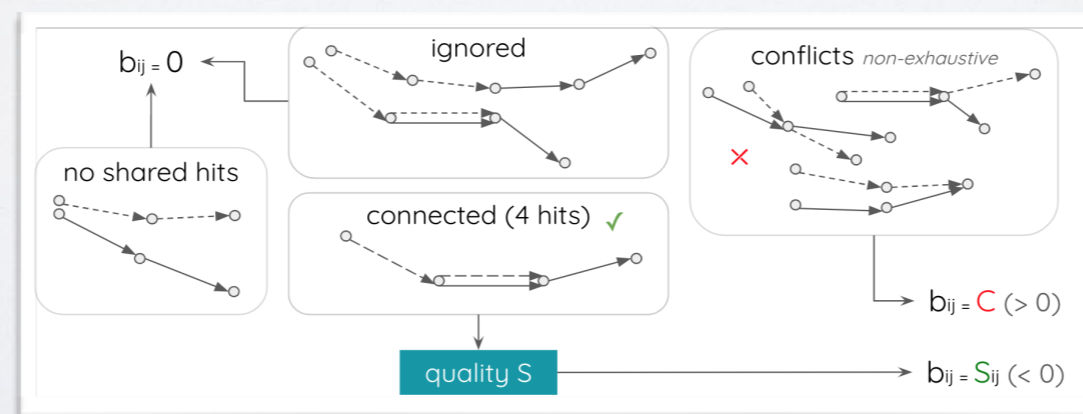 bij = 0
ignored
conflicts non-exhaustive
no shared hits
×
connected (4 hits) ✓
bij = C (> 0)
quality S
bij = Sij (< 0)